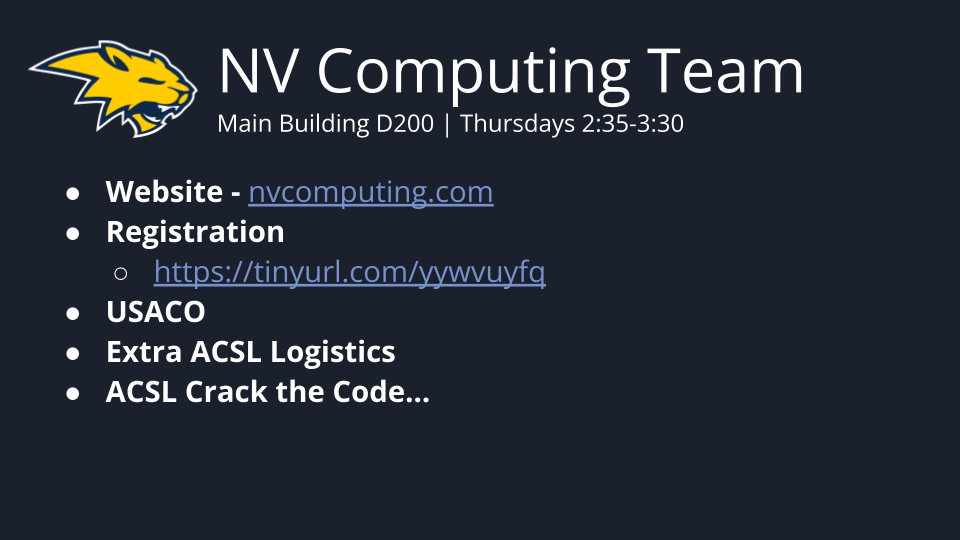 NV Computing Team
Main Building D200 | Thursdays 2:35-3:30
● Website - nvcomputing.com
● Registration
○ https://tinyurl.com/yywvuyfq
● USACO
● Extra ACSL Logistics
● ACSL Crack the Code...